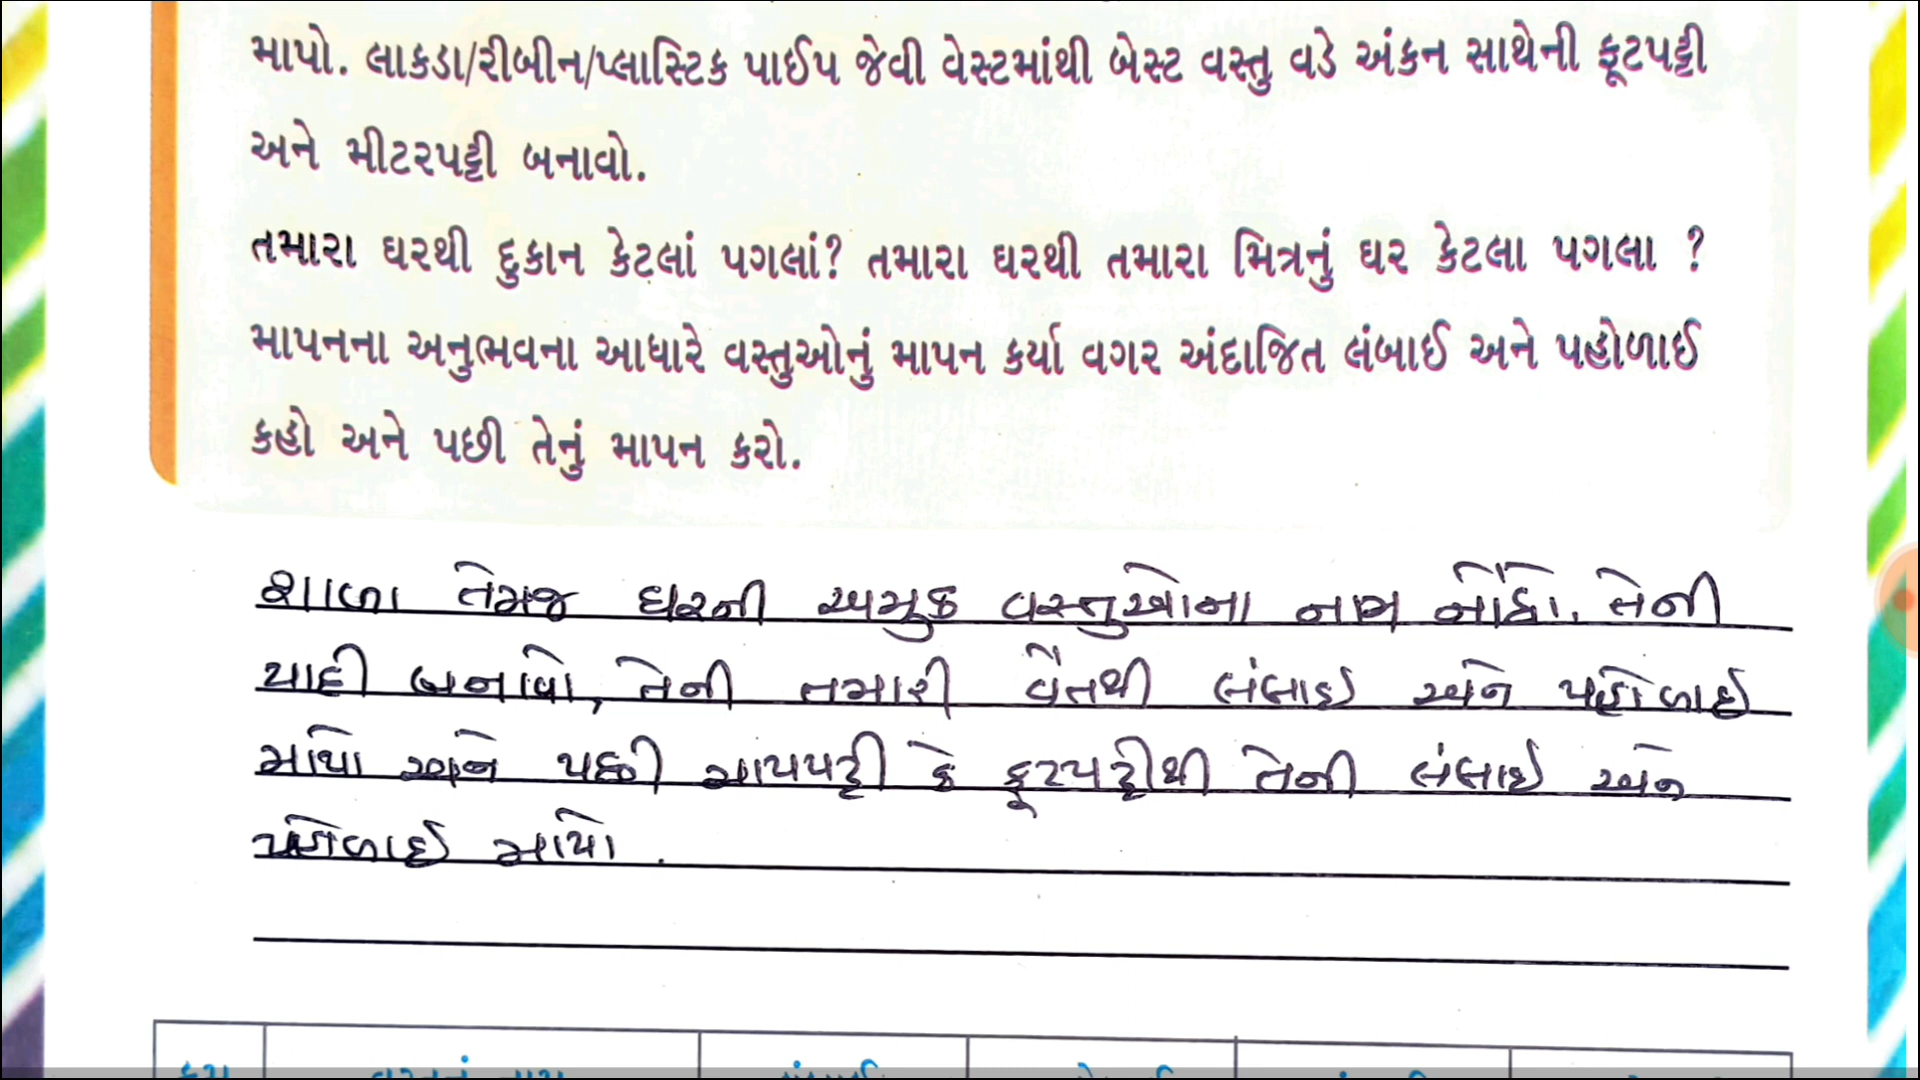 માપો. લાકડા/રીબીન/પ્લાસ્ટિક પાઈપ જેવી વેસ્ટમાંથી બેસ્ટ વસ્તુ વડે અંકન સાથેની ફૂટપટ્ટી
અને મીટરપટ્ટી બનાવો.
તમારા ઘરથી દુકાન કેટલાં પગલાં? તમારા ઘરથી તમારા મિત્રનું ઘર કેટલા પગલા ?
માપનના અનુભવના આધારે વસ્તુઓનું માપન કર્યા વગર અંદાજિત લંબાઈ અને પહોળાઈ
કહો અને પછી તેનું માપન કરો.
શાળા તેમજ ઘરની અમુક વસ્તુઓના નામ નોંધો. તેની
યાદી બનાવો, તેની તમારી વેંતથી લંબાઈ અને પહોળાઈ
માપો અને પછી માપપટ્ટી કે ફૂટપટ્ટીથી તેની લંબાઈ અને
પહોળાઈ માપો.